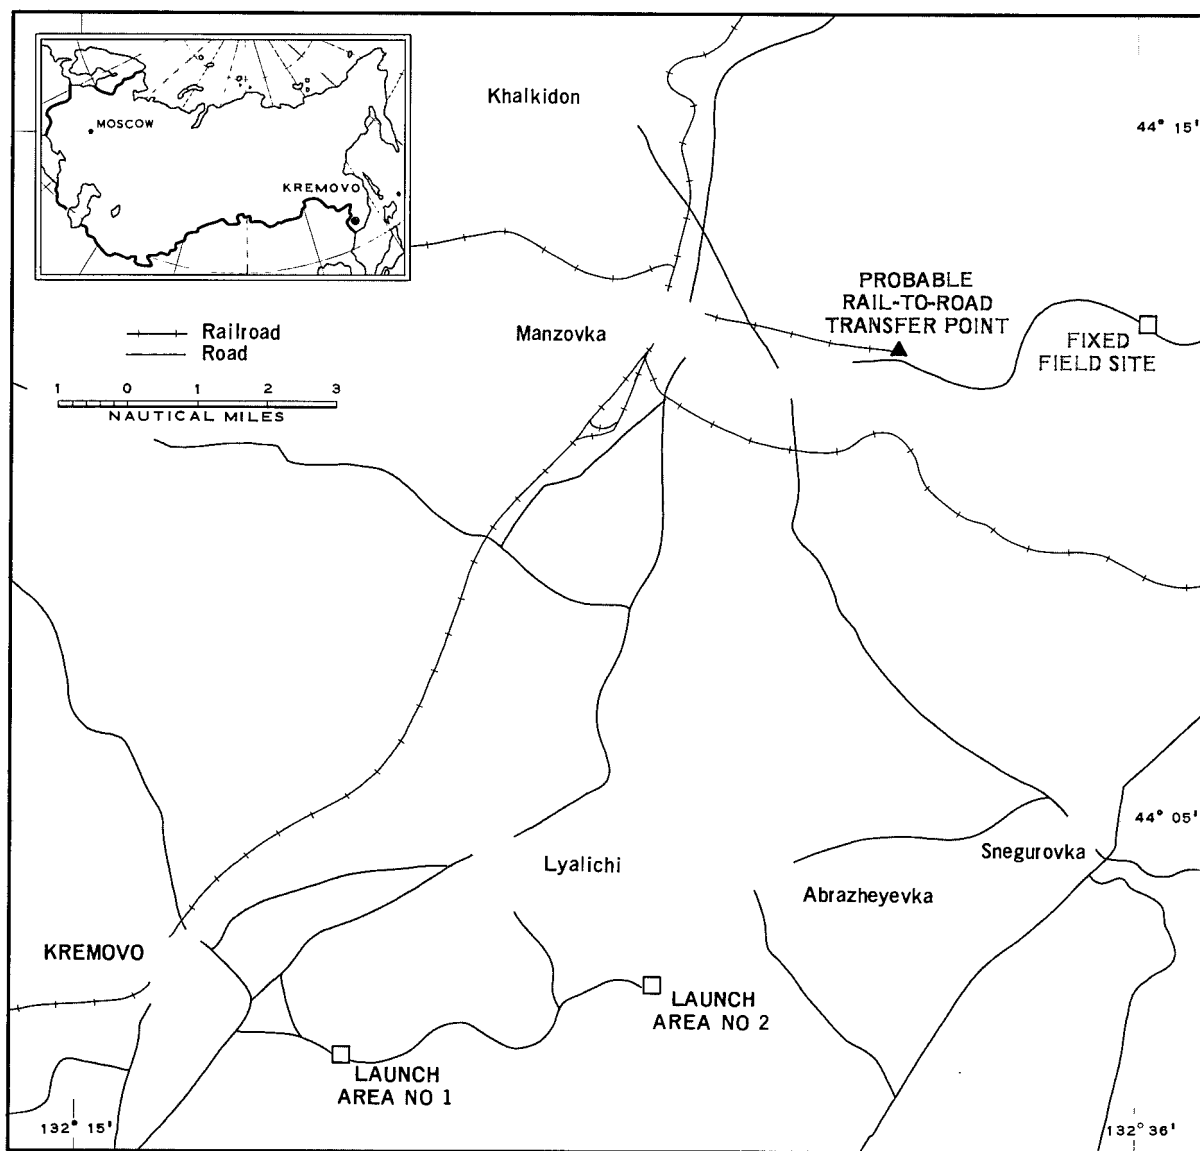 MOSCOW
KREMOVO
Khalkidon
44° 15'
PROBABLE
RAIL-TO-ROAD
TRANSFER POINT
FIXED
FIELD SITE
Railroad
Road
Manzovka
1 0 1 2 3
NAUTICAL MILES
44° 05'
Snegurovka
Lyalichi
Abrazheyevka
KREMOVO
LAUNCH
AREA NO 2
LAUNCH
AREA NO 1
132° 15'
132° 36'